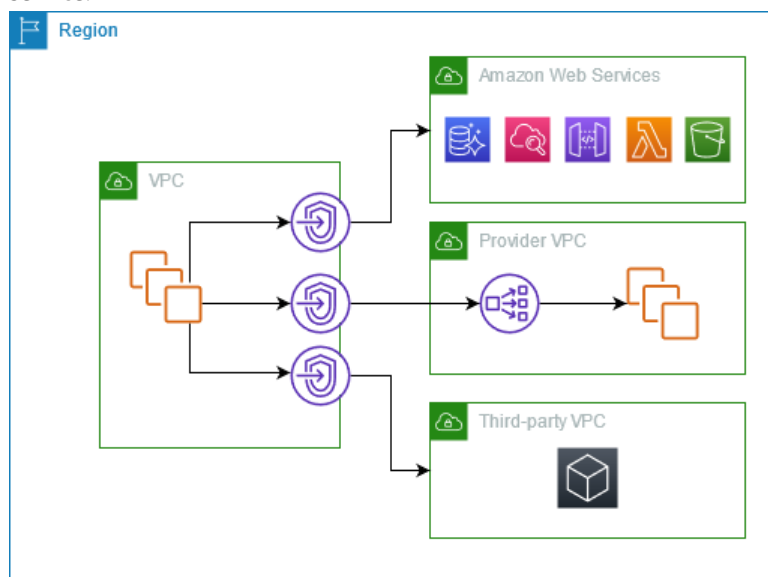 Region
Amazon Web Services
VPC
Provider VPC
Third-party VPC